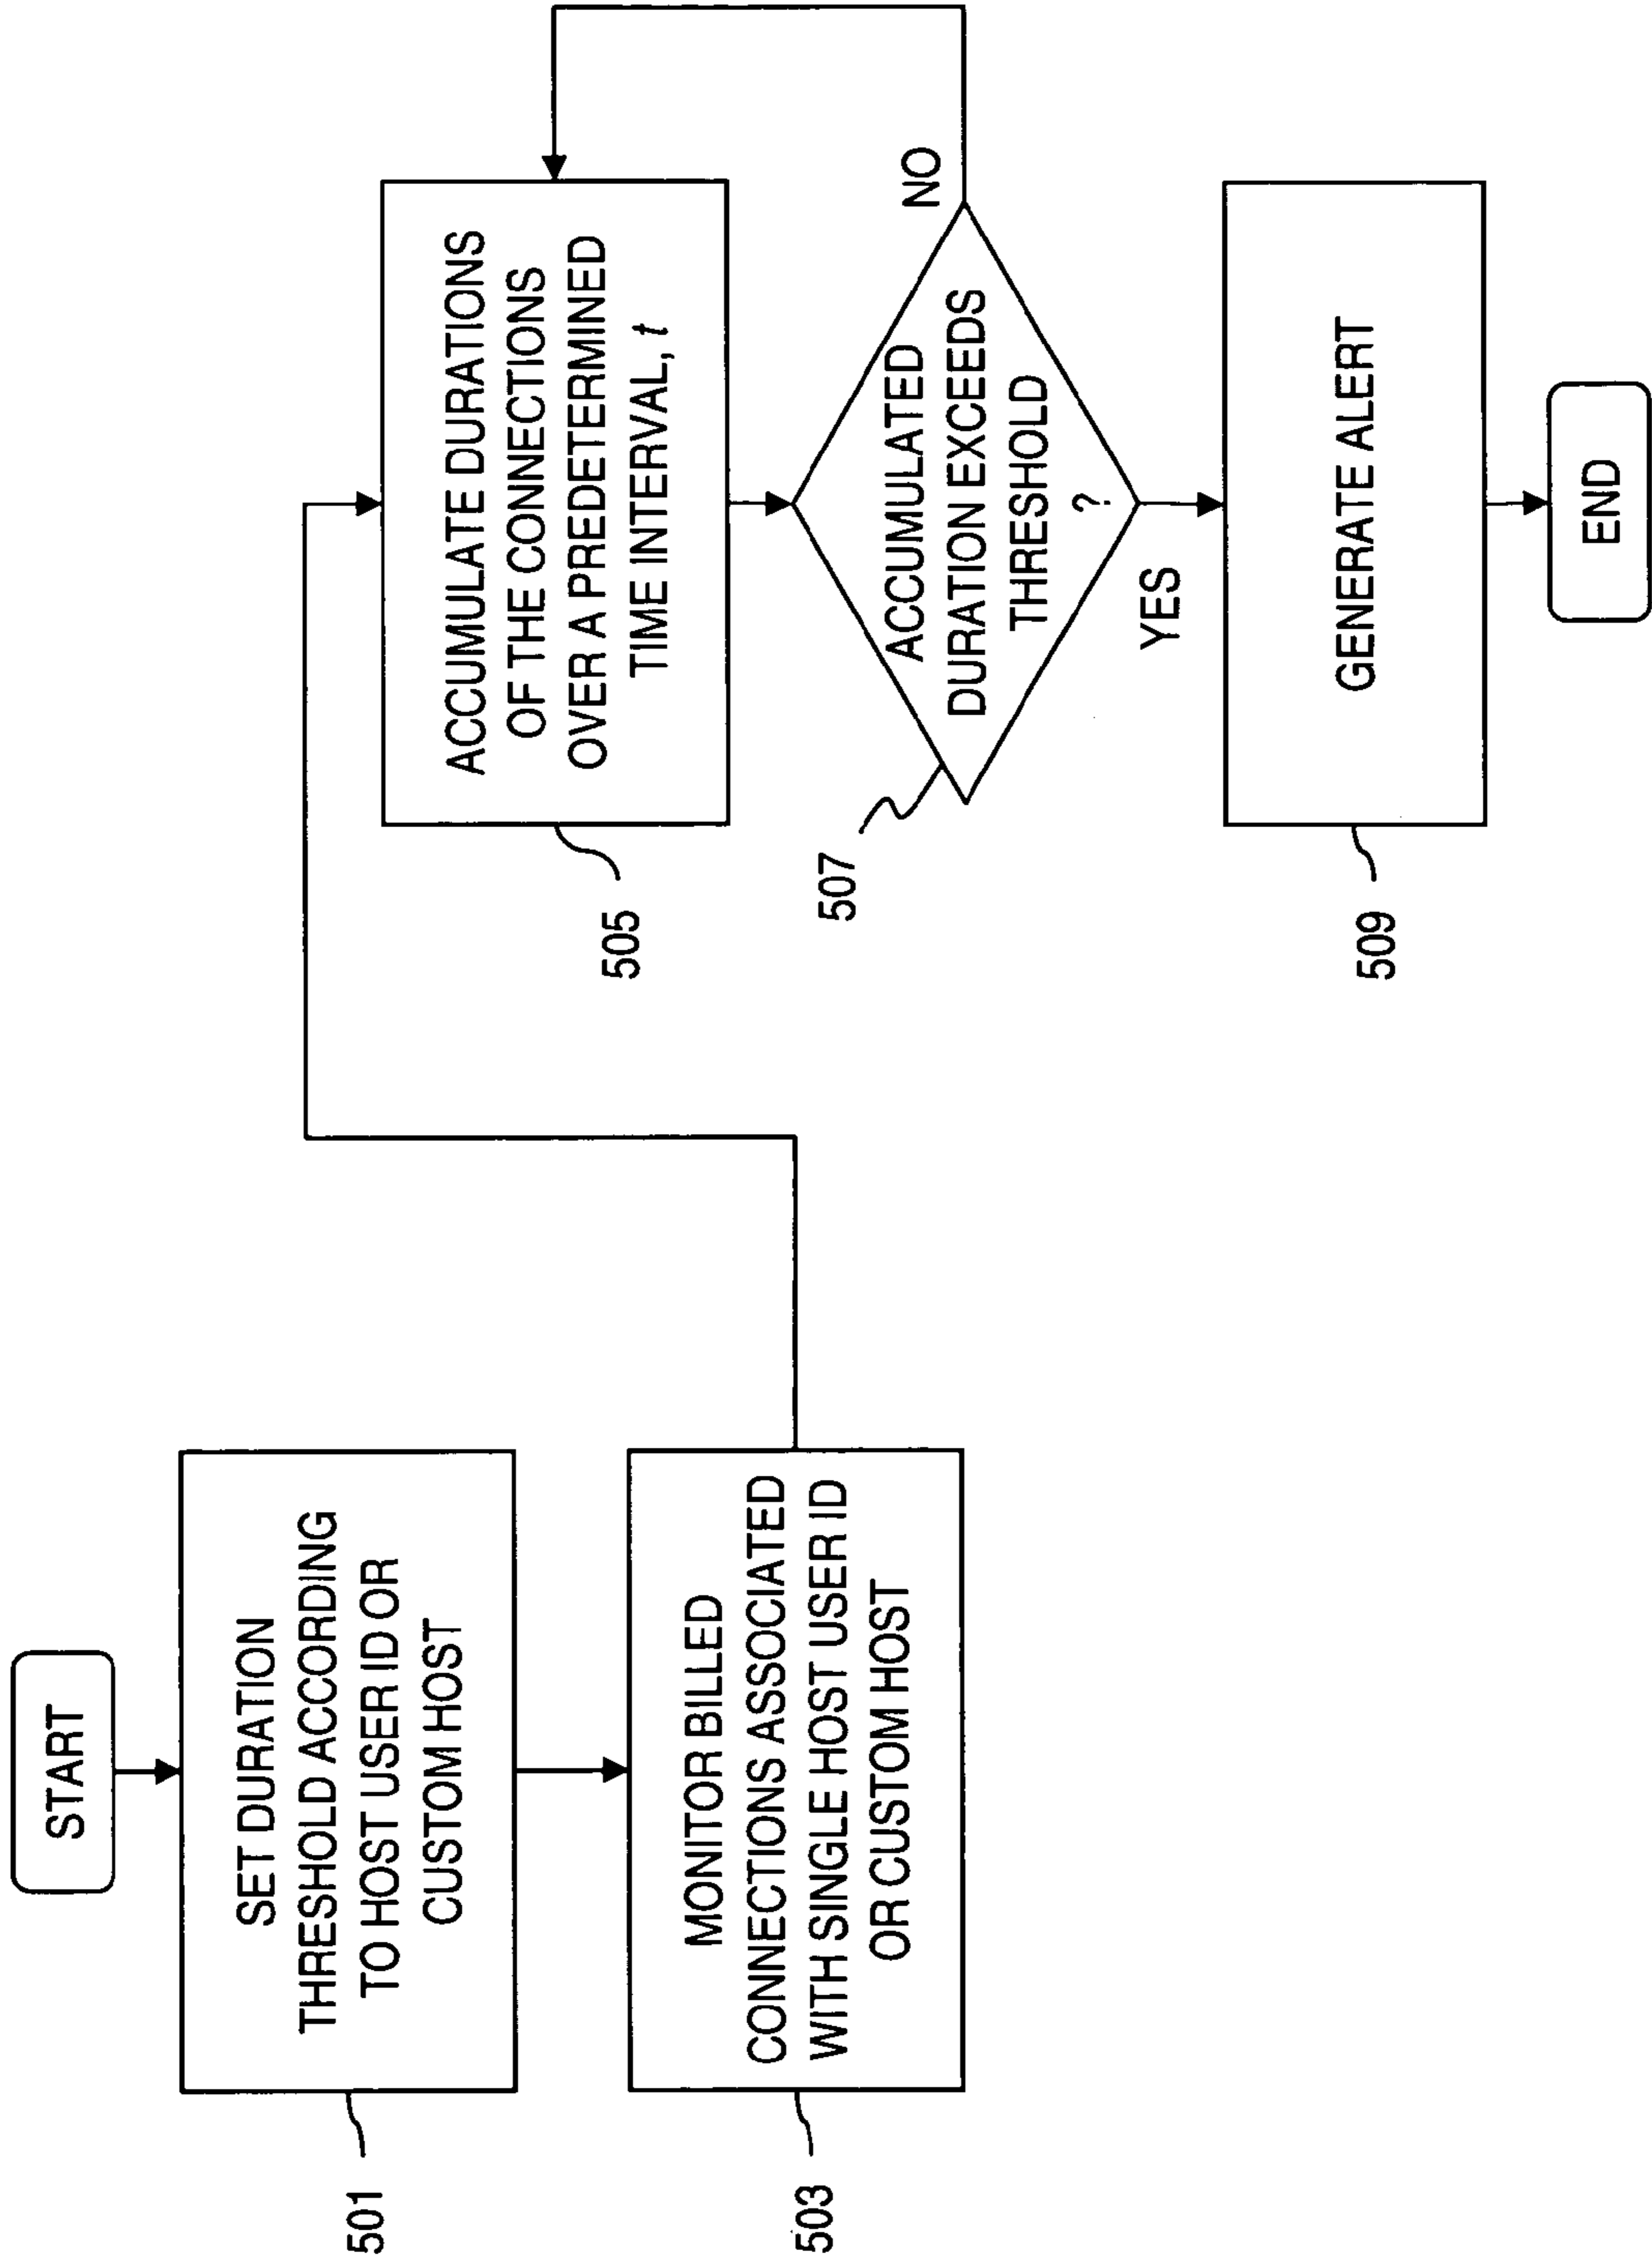 START
SET DURATION
THRESHOLD ACCORDING
TO HOST USER ID OR
CUSTOM HOST
501
MONITOR BILLED
CONNECTIONS ASSOCIATED
WITH SINGLE HOST USER ID
OR CUSTOM HOST
503
ACCUMULATE DURATIONS
OF THE CONNECTIONS
OVER A PREDETERMINED
TIME INTERVAL, t
505
ACCUMULATED
DURATION EXCEEDS
THRESHOLD
?
507
NO
YES
GENERATE ALERT
509
END